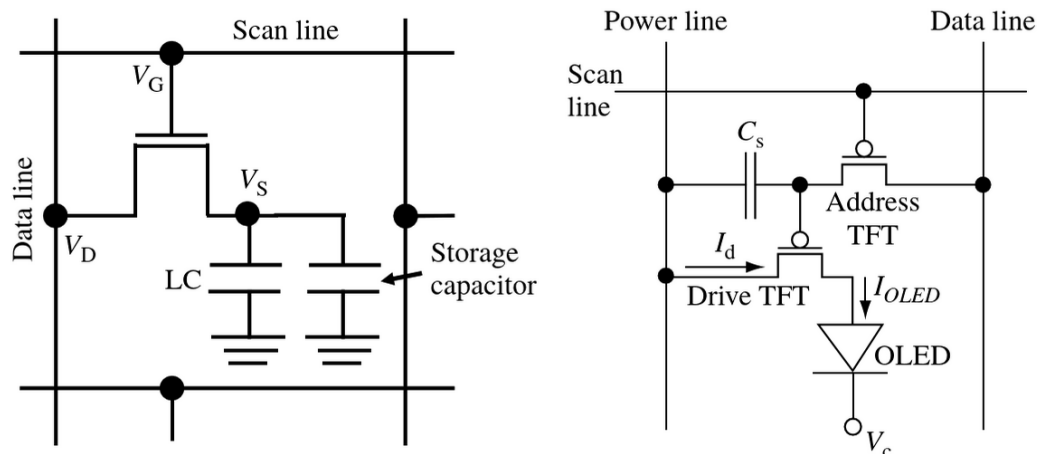 Scan line
V_G
Data line
V_D
V_S
LC
Storage
capacitor
Power line
Data line
Scan
line
C_s
Address
TFT
I_d
Drive TFT
I_OLED
OLED
V_c